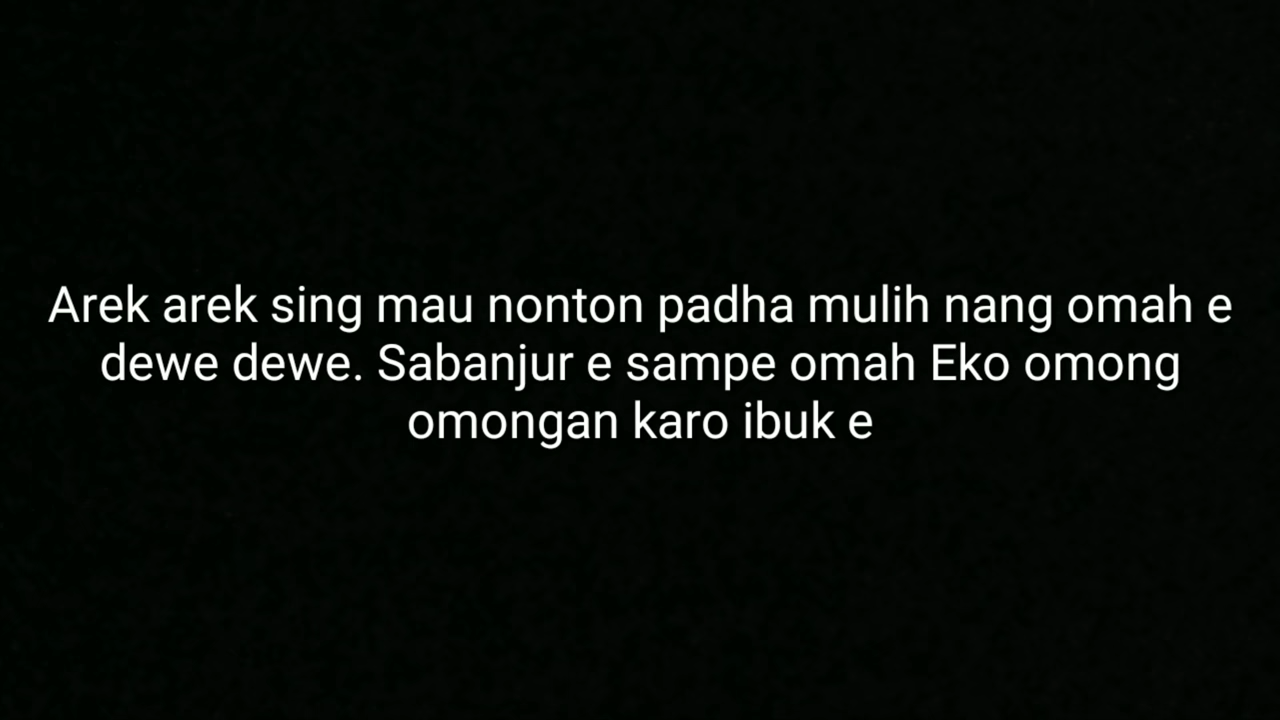 Arek arek sing mau nonton padha mulih nang omah e
dewe dewe. Sabanjur e sampe omah Eko omong
omongan karo ibuk e